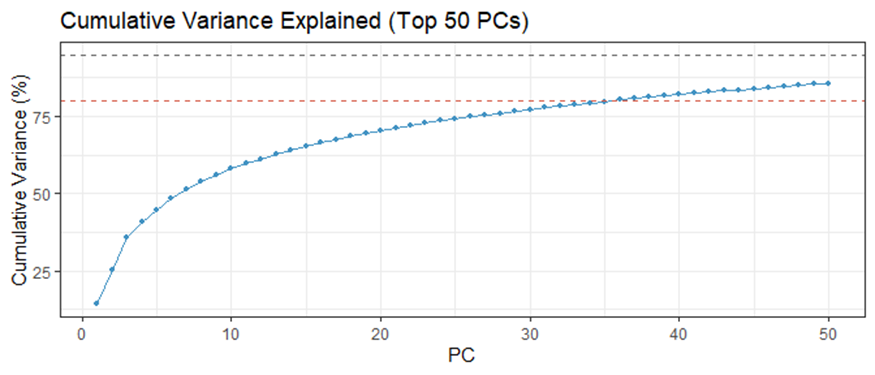 Cumulative Variance Explained (Top 50 PCs)
Cumulative Variance (%)
75
50
25
0 10 20 30 40 50
PC